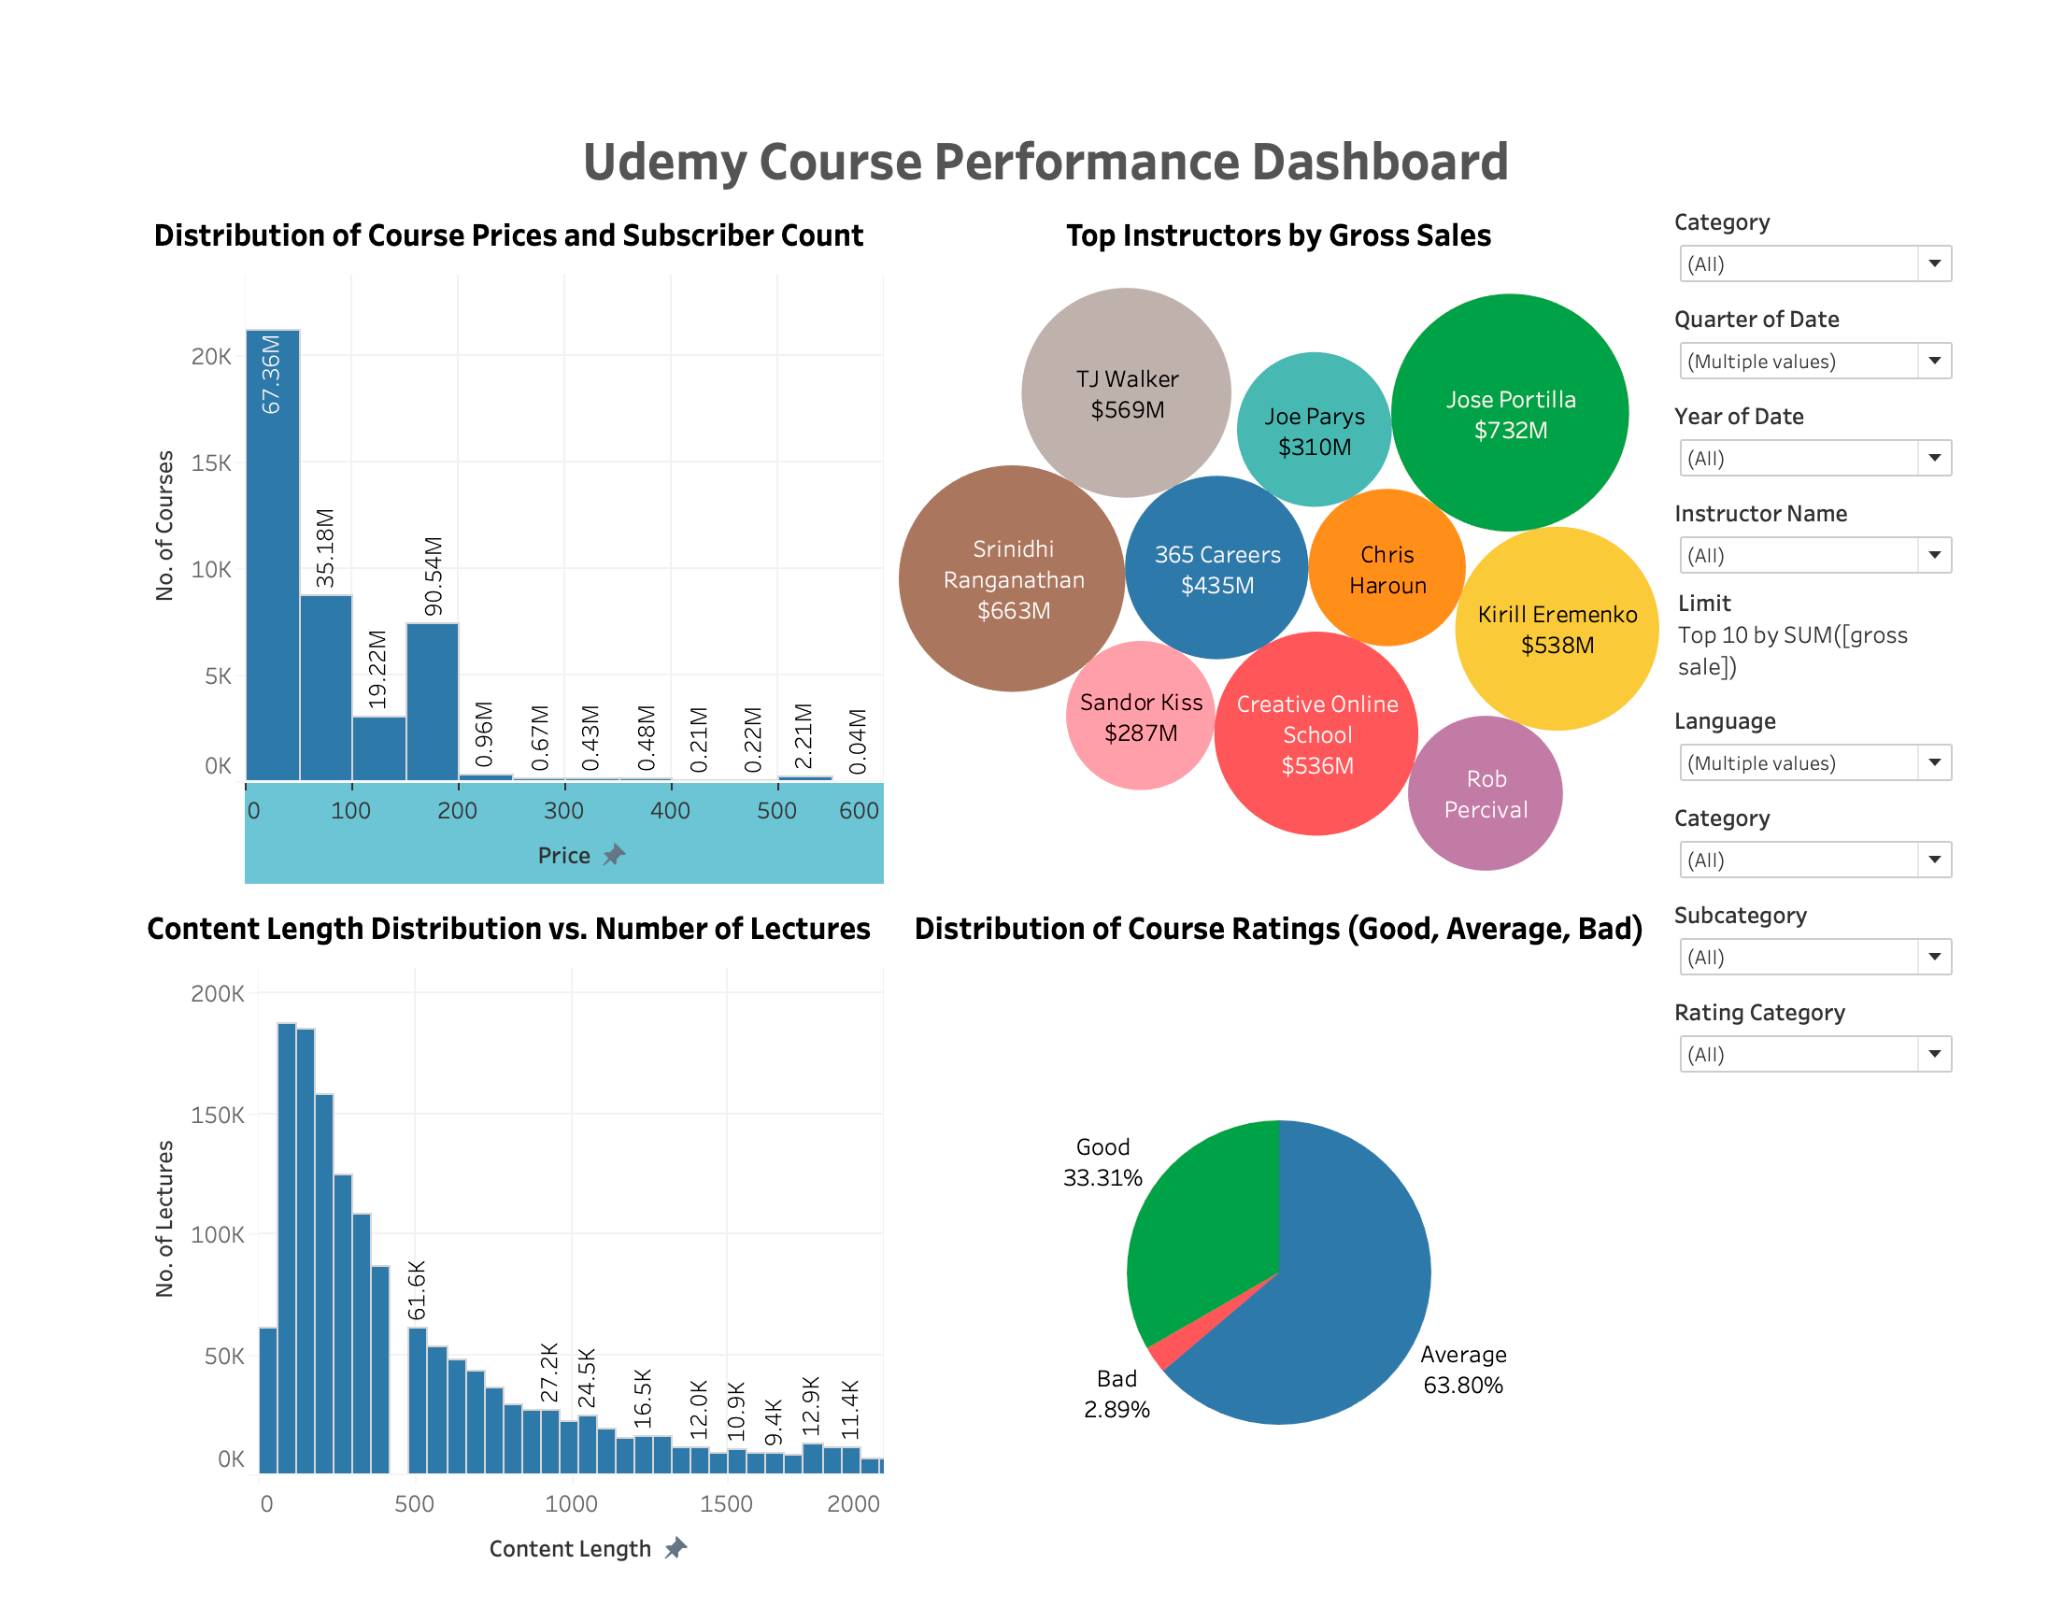 Udemy Course Performance Dashboard
Distribution of Course Prices and Subscriber Count
No. of Courses
20K
15K
10K
5K
0K
67.36M
35.18M
19.22M
90.54M
0.96M
0.67M
0.43M
0.48M
0.21M
0.22M
2.21M
0.04M
0
100
200
300
400
500
600
Price
Top Instructors by Gross Sales
TJ Walker
$569M
Joe Parys
$310M
Jose Portilla
$732M
Srinidhi
Ranganathan
$663M
365 Careers
$435M
Chris
Haroun
Kirill Eremenko
$538M
Sandor Kiss
$287M
Creative Online
School
$536M
Rob
Percival
Category
(All)
Quarter of Date
(Multiple values)
Year of Date
(All)
Instructor Name
(All)
Limit
Top 10 by SUM([gross
sale])
Language
(Multiple values)
Category
(All)
Subcategory
(All)
Rating Category
(All)
Content Length Distribution vs. Number of Lectures
No. of Lectures
200K
150K
100K
50K
0K
61.6K
27.2K
24.5K
16.5K
12.0K
10.9K
9.4K
12.9K
11.4K
0
500
1000
1500
2000
Content Length
Distribution of Course Ratings (Good, Average, Bad)
Good
33.31%
Bad
2.89%
Average
63.80%